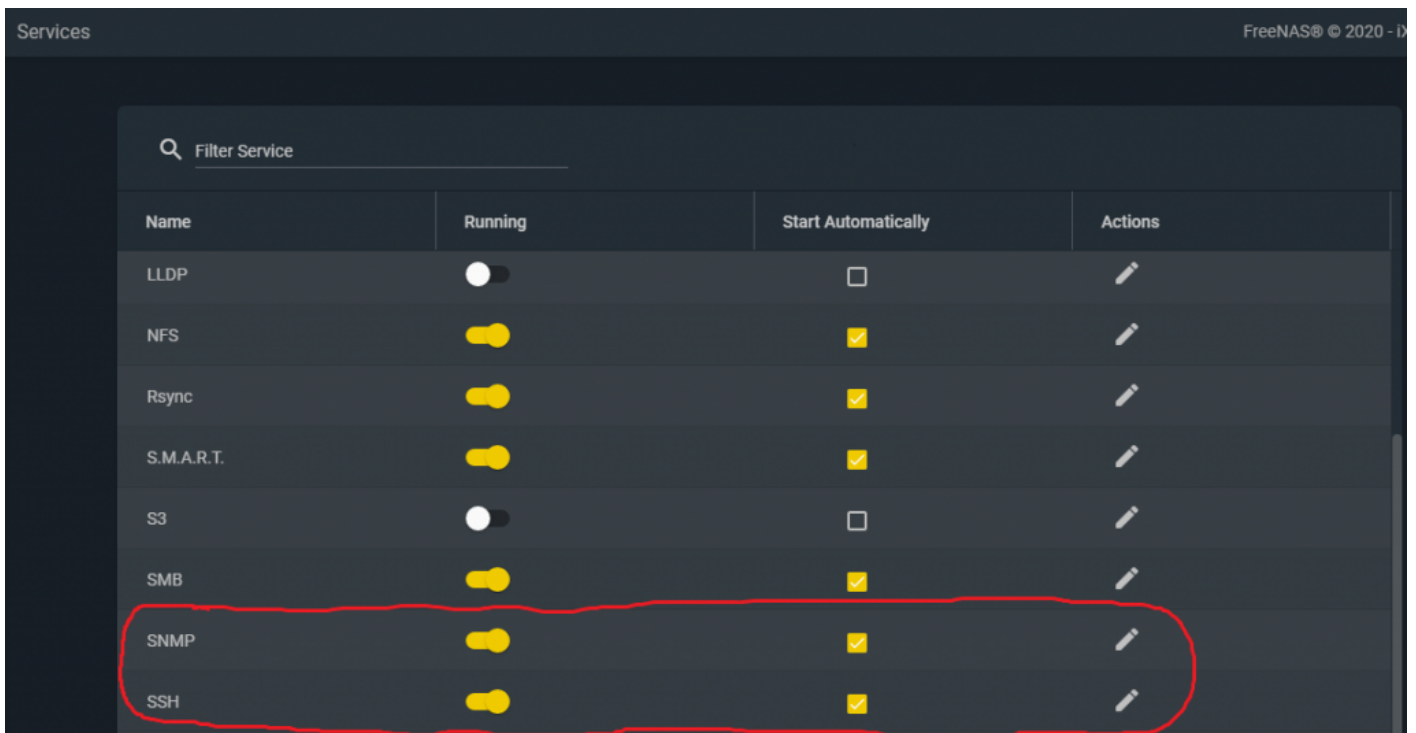 Services FreeNAS® © 2020 - iX
Filter Service
Name Running Start Automatically Actions
LLDP
NFS
Rsync
S.M.A.R.T.
S3
SMB
SNMP
SSH